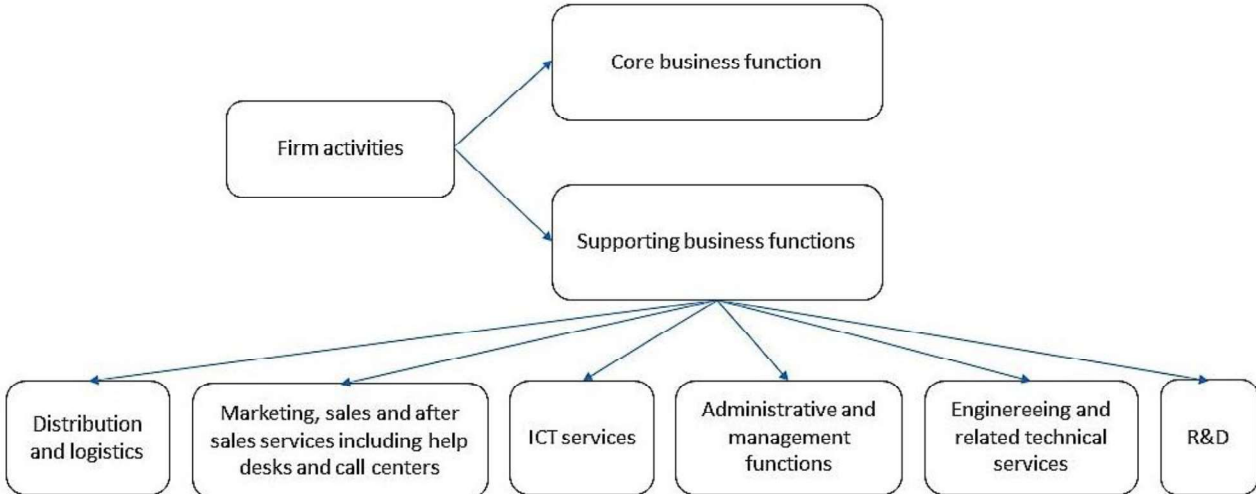 Core business function
Firm activities
Supporting business functions
Distribution
and logistics
Marketing, sales and after
sales services including help
desks and call centers
ICT services
Administrative and
management
functions
Enginereeing and
related technical
services
R&D